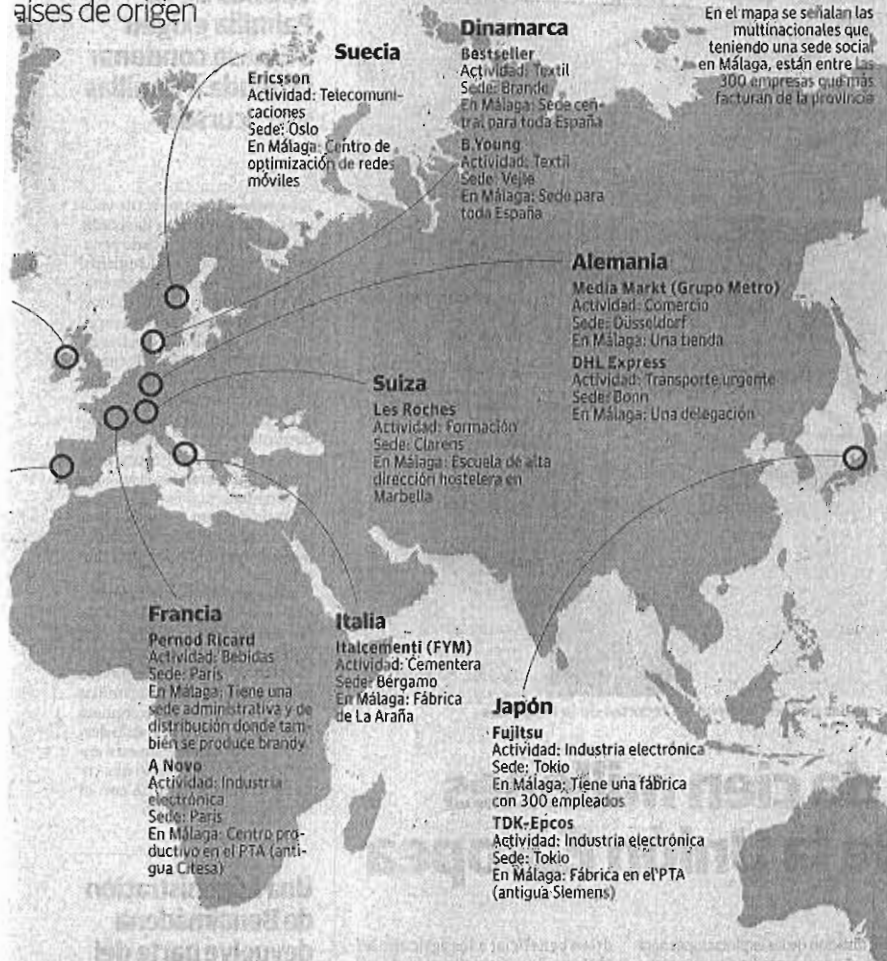 aíses de origen
En el mapa se señalan las
multinacionales que,
teniendo una sede social
en Málaga, están entre las
300 empresas que más
facturan de la provincia
Suecia
Ericsson
Actividad: Telecomuni-
caciones
Sede: Oslo
En Málaga: Centro de
optimización de redes
móviles
Dinamarca
Bestseller
Actividad: Textil
Sede: Brande
En Málaga: Sede cen-
tral para toda España
B.Young
Actividad: Textil
Sede: Vejle
En Málaga: Sede para
toda España
Alemania
Media Markt (Grupo Metro)
Actividad: Comercio
Sede: Düsseldorf
En Málaga: Una tienda
DHL Express
Actividad: Transporte urgente
Sede: Bonn
En Málaga: Una delegación
Suiza
Les Roches
Actividad: Formación
Sede: Clarens
En Málaga: Escuela de alta
dirección hostelera en
Marbella
Francia
Pernod Ricard
Actividad: Bebidas
Sede: París
En Málaga: Tiene una
sede administrativa y de
distribución donde tam-
bién se produce brandy
A Novo
Actividad: Industria
electrónica
Sede: París
En Málaga: Centro pro-
ductivo en el PTA (anti-
gua Citesa)
Italia
Italcementi (FYM)
Actividad: Cementera
Sede: Bérgamo
En Málaga: Fábrica
de La Araña
Japón
Fujitsu
Actividad: Industria electrónica
Sede: Tokio
En Málaga: Tiene una fábrica
con 300 empleados
TDK-Epcos
Actividad: Industria electrónica
Sede: Tokio
En Málaga: Fábrica en el PTA
(antigua Siemens)